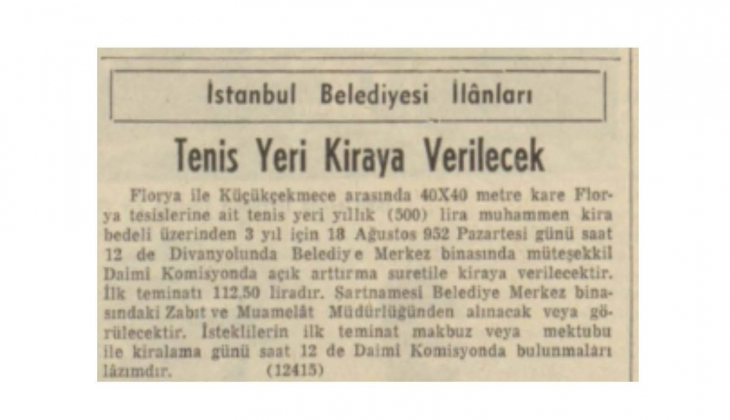 İstanbul Belediyesi İlânları
Tenis Yeri Kiraya Verilecek
Florya ile Küçükçekmece arasında 40X40 metre kare Flor-
ya tesislerine ait tenis yeri yıllık (500) lira muhammen kira
bedeli üzerinden 3 yıl için 18 Ağustos 952 Pazartesi günü saat
12 de Divanyolunda Belediye Merkez binasında müteşekkil
Daimî Komisyonda açık arttırma suretile kiraya verilecektir.
İlk teminatı 112,50 liradır. Şartnamesi Belediye Merkez bina-
sındaki Zabıt ve Muamelât Müdürlüğünden alınacak veya gö-
rülecektir. İsteklilerin ilk teminat makbuz veya mektubu
ile kiralama günü saat 12 de Daimî Komisyonda bulunmaları
lâzımdır. (12415)